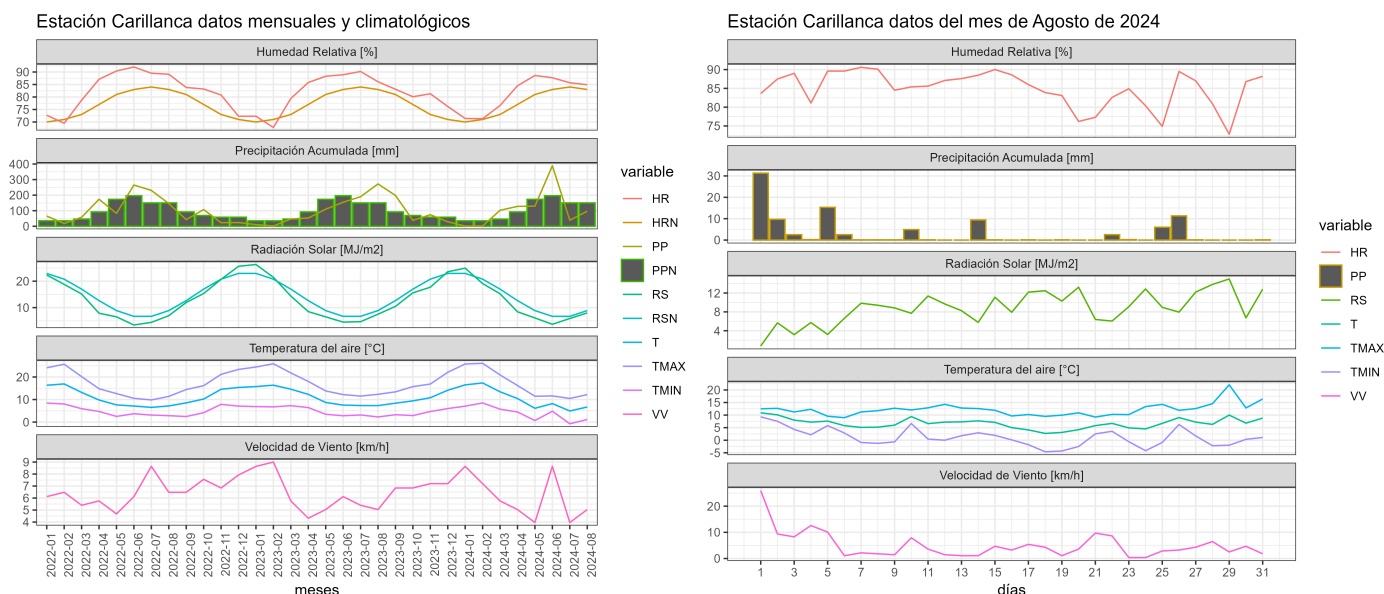 Estación Carillanca datos mensuales y climatológicos
Humedad Relativa [%]
90
85
80
75
70
Precipitación Acumulada [mm]
400
300
200
100
0
Radiación Solar [MJ/m2]
20
10
Temperatura del aire [°C]
20
10
0
Velocidad de Viento [km/h]
9
8
7
6
5
4
2022-01
2022-02
2022-03
2022-04
2022-05
2022-06
2022-07
2022-08
2022-09
2022-10
2022-11
2022-12
2023-01
2023-02
2023-03
2023-04
2023-05
2023-06
2023-07
2023-08
2023-09
2023-10
2023-11
2023-12
2024-01
2024-02
2024-03
2024-04
2024-05
2024-06
2024-07
2024-08
meses
variable
HR
HRN
PP
PPN
RS
RSN
T
TMAX
TMIN
VV
Estación Carillanca datos del mes de Agosto de 2024
Humedad Relativa [%]
90
85
80
75
Precipitación Acumulada [mm]
30
20
10
0
Radiación Solar [MJ/m2]
12
8
4
Temperatura del aire [°C]
20
15
10
5
0
-5
Velocidad de Viento [km/h]
20
10
0
1 3 5 7 9 11 13 15 17 19 21 23 25 27 29 31
días
variable
HR
PP
RS
T
TMAX
TMIN
VV